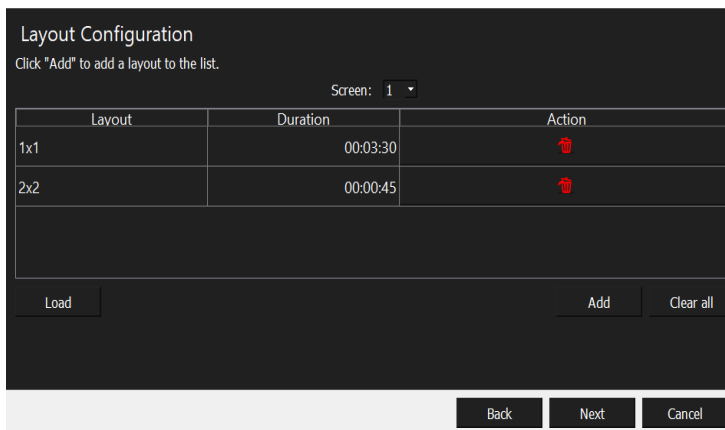 Layout Configuration
Click "Add" to add a layout to the list.
Screen: 1
Layout Duration Action
1x1 00:03:30
2x2 00:00:45
Load Add Clear all
Back Next Cancel